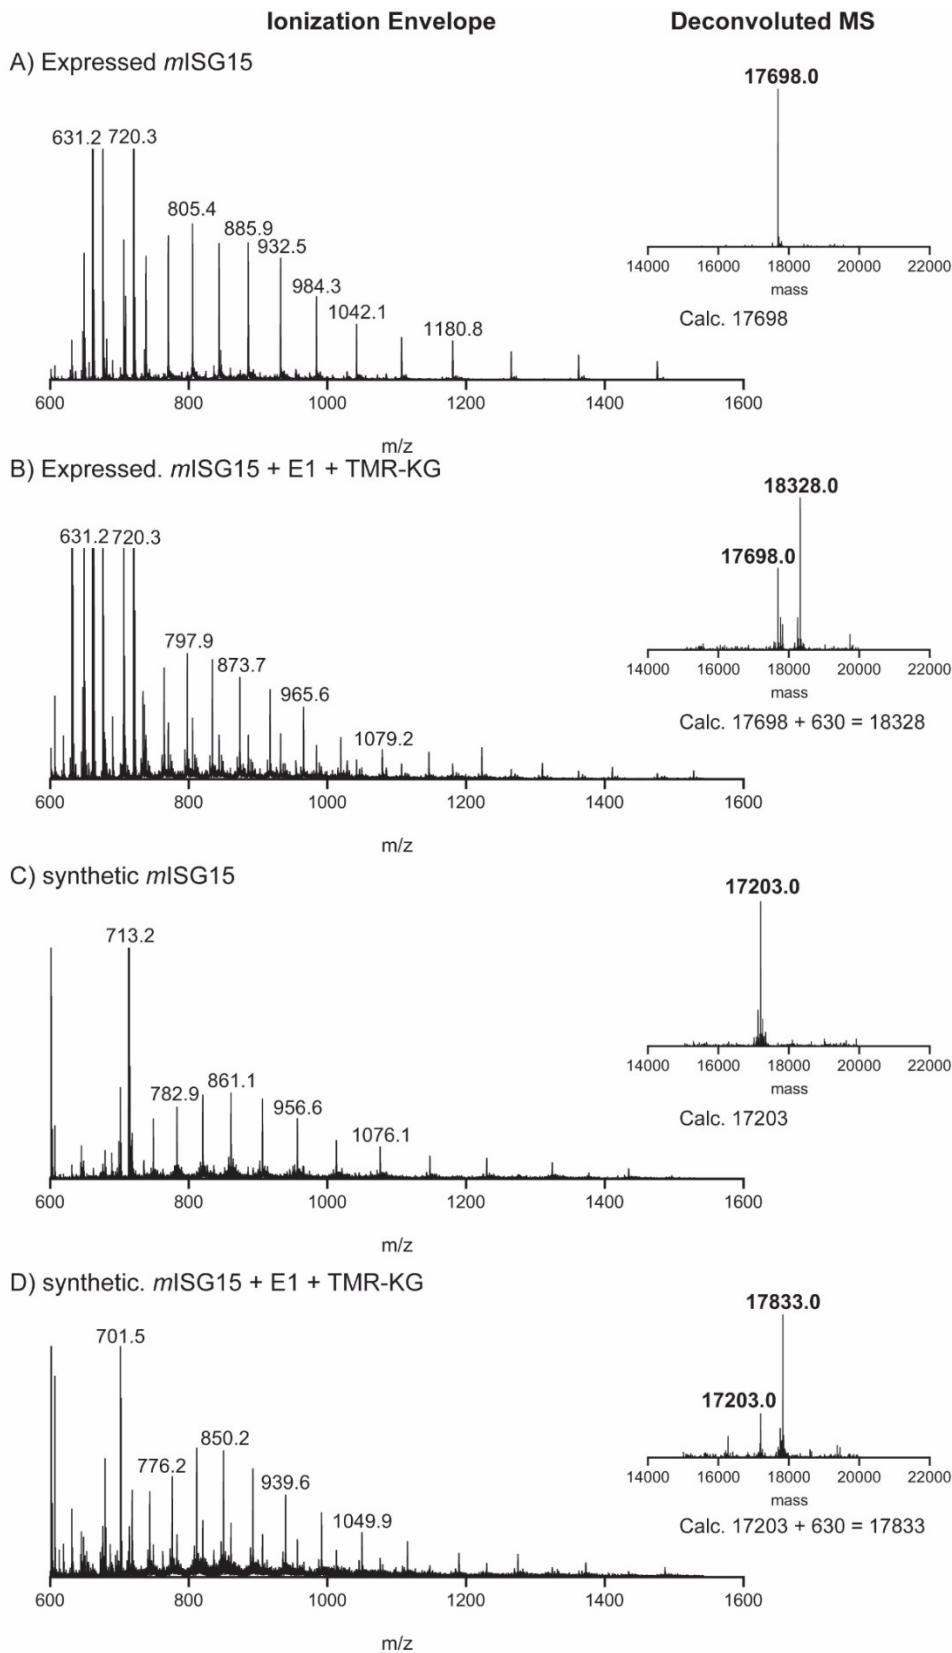 Ionization Envelope Deconvoluted MS
A) Expressed mISG15
17698.0
631.2 720.3
805.4
885.9
932.5
984.3
1042.1
1180.8
14000 16000 18000 20000 22000
mass
Calc. 17698
600 800 1000 1200 1400 1600
m/z
B) Expressed. mISG15 + E1 + TMR-KG
18328.0
17698.0
631.2 720.3
797.9
873.7
965.6
1079.2
14000 16000 18000 20000 22000
mass
Calc. 17698 + 630 = 18328
600 800 1000 1200 1400 1600
m/z
C) synthetic mISG15
17203.0
713.2
782.9
861.1
956.6
1076.1
14000 16000 18000 20000 22000
mass
Calc. 17203
600 800 1000 1200 1400 1600
m/z
D) synthetic. mISG15 + E1 + TMR-KG
17833.0
17203.0
701.5
776.2
850.2
939.6
1049.9
14000 16000 18000 20000 22000
mass
Calc. 17203 + 630 = 17833
600 800 1000 1200 1400 1600
m/z